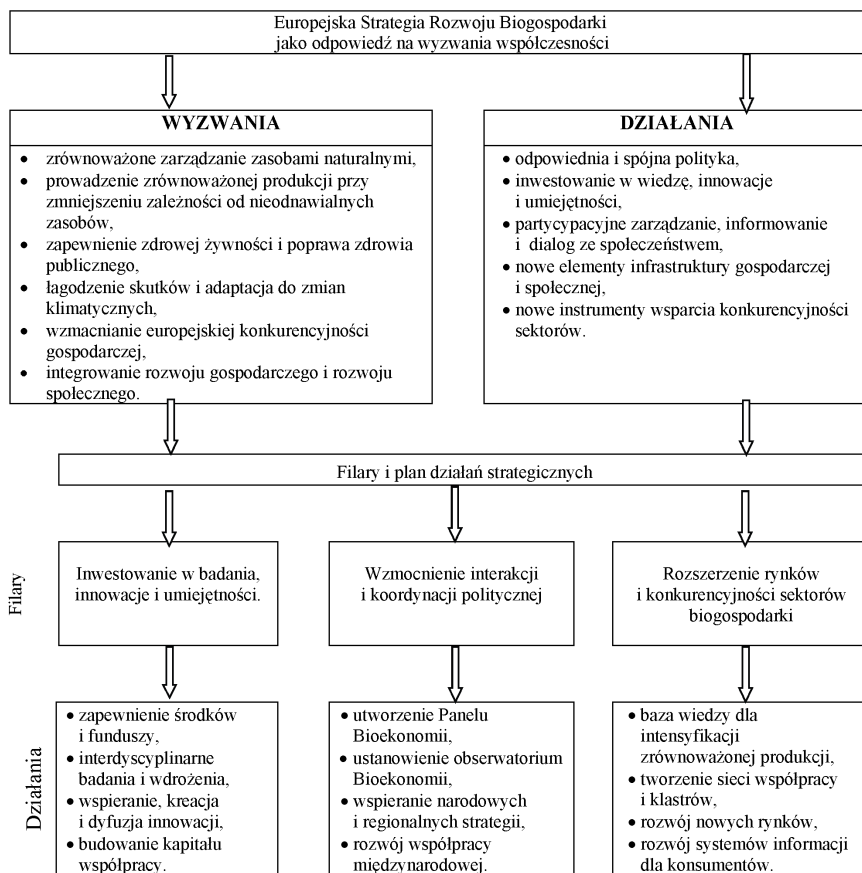 Europejska Strategia Rozwoju Biogospodarki
jako odpowiedź na wyzwania współczesności
WYZWANIA
• zrównoważone zarządzanie zasobami naturalnymi,
• prowadzenie zrównoważonej produkcji przy
zmniejszeniu zależności od nieodnawialnych
zasobów,
• zapewnienie zdrowej żywności i poprawa zdrowia
publicznego,
• łagodzenie skutków i adaptacja do zmian
klimatycznych,
• wzmacnianie europejskiej konkurencyjności
gospodarczej,
• integrowanie rozwoju gospodarczego i rozwoju
społecznego.
DZIAŁANIA
• odpowiednia i spójna polityka,
• inwestowanie w wiedzę, innowacje
i umiejętności,
• partycypacyjne zarządzanie, informowanie
i dialog ze społeczeństwem,
• nowe elementy infrastruktury gospodarczej
i społecznej,
• nowe instrumenty wsparcia konkurencyjności
sektorów.
Filary i plan działań strategicznych
Filary
Inwestowanie w badania,
innowacje i umiejętności.
Wzmocnienie interakcji
i koordynacji politycznej
Rozszerzenie rynków
i konkurencyjności sektorów
biogospodarki
Działania
• zapewnienie środków
i funduszy,
• interdyscyplinarne
badania i wdrożenia,
• wspieranie, kreacja
i dyfuzja innowacji,
• budowanie kapitału
współpracy.
• utworzenie Panelu
Bioekonomii,
• ustanowienie obserwatorium
Bioekonomii,
• wspieranie narodowych
i regionalnych strategii,
• rozwój współpracy
międzynarodowej.
• baza wiedzy dla
intensyfikacji
zrównoważonej produkcji,
• tworzenie sieci współpracy
i klastrów,
• rozwój nowych rynków,
• rozwój systemów informacji
dla konsumentów.